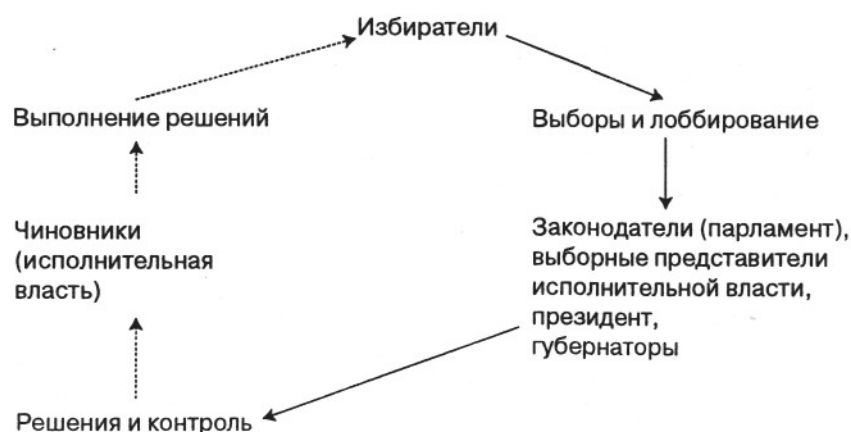 Избиратели
Выборы и лоббирование
Законодатели (парламент),
выборные представители
исполнительной власти,
президент,
губернаторы
Решения и контроль
Чиновники
(исполнительная
власть)
Выполнение решений